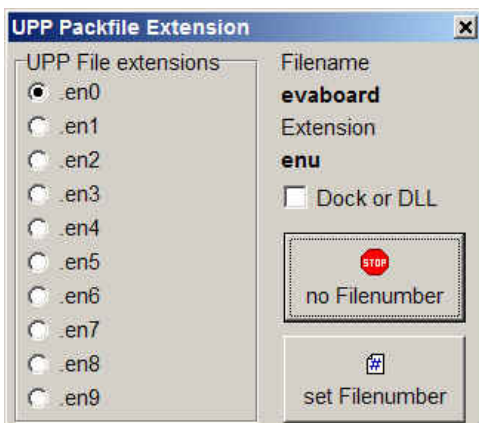 UPP Packfile Extension
UPP File extensions
.en0
.en1
.en2
.en3
.en4
.en5
.en6
.en7
.en8
.en9
Filename
evaboard
Extension
enu
Dock or DLL
STOP
no Filenumber
#
set Filenumber